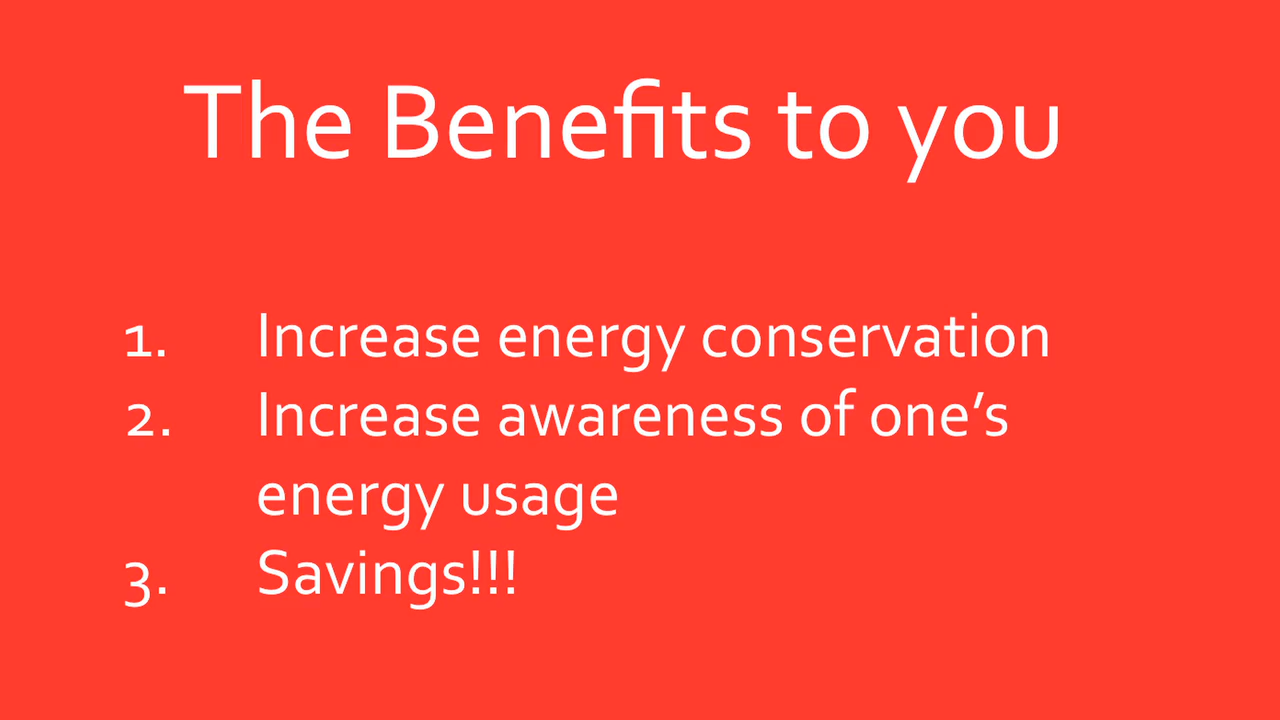 The Benefits to you
1. Increase energy conservation
2. Increase awareness of one’s
energy usage
3. Savings!!!